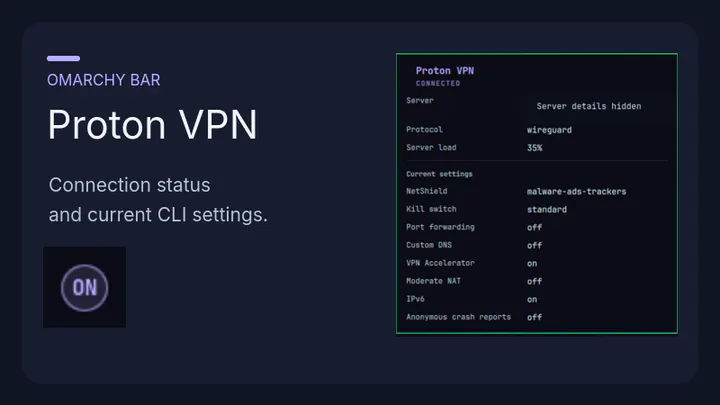 OMARCHY BAR
Proton VPN
Connection status
and current CLI settings.
ON
Proton VPN
CONNECTED
Server
Server details hidden
Protocol wireguard
Server load 35%
Current settings
NetShield malware-ads-trackers
Kill switch standard
Port forwarding off
Custom DNS off
VPN Accelerator on
Moderate NAT off
IPv6 on
Anonymous crash reports off